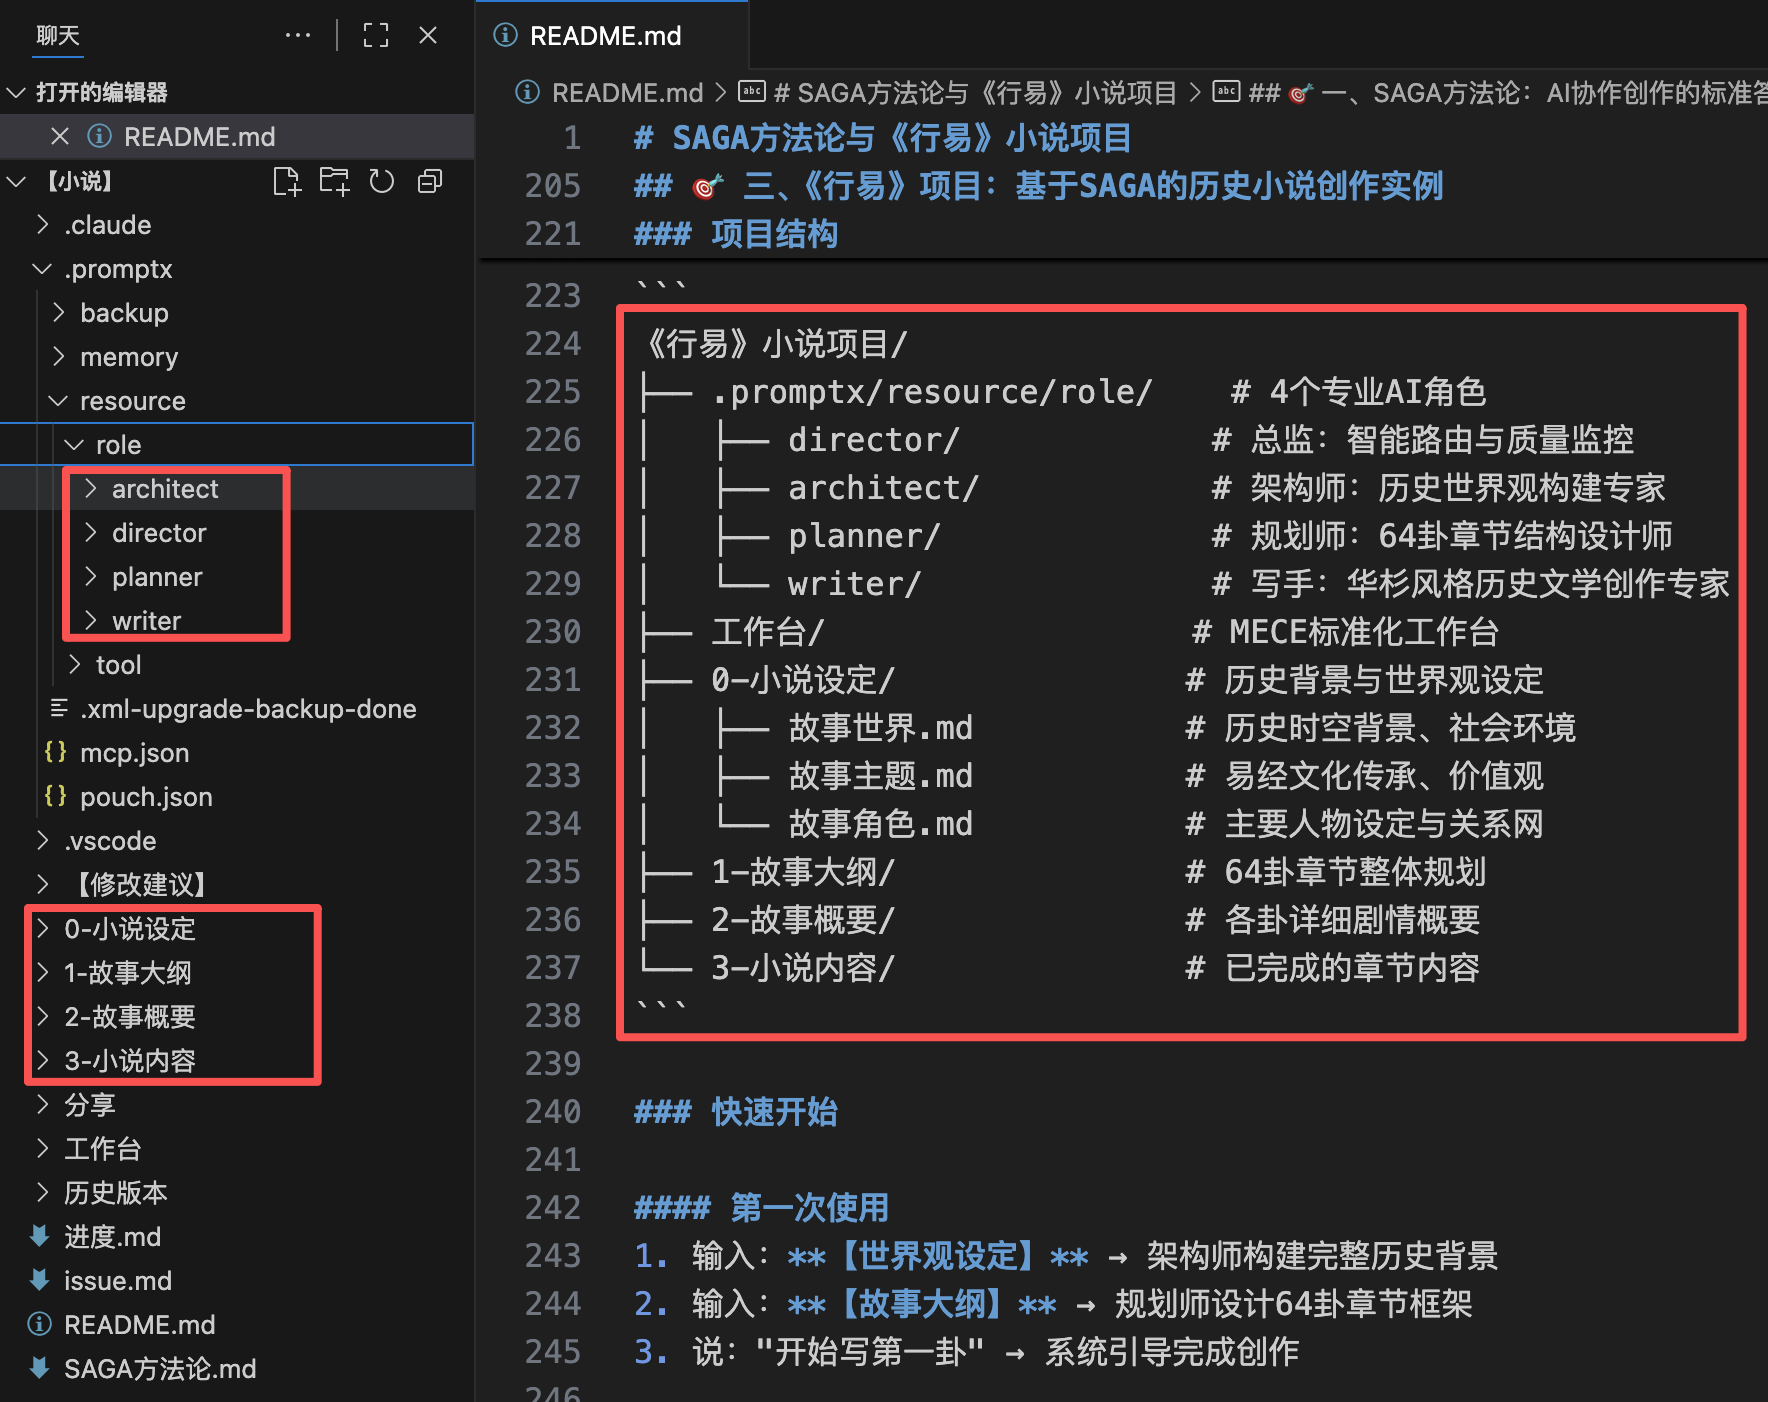 聊天
打开的编辑器
README.md
【小说】
.claude
.promptx
backup
memory
resource
role
architect
director
planner
writer
tool
.xml-upgrade-backup-done
{} mcp.json
{} pouch.json
.vscode
【修改建议】
0-小说设定
1-故事大纲
2-故事概要
3-小说内容
分享
工作台
历史版本
进度.md
issue.md
README.md
SAGA方法论.md
README.md
README.md > # SAGA方法论与《行易》小说项目 > ## 🎯 一、SAGA方法论：AI协作创作的标准答
1 # SAGA方法论与《行易》小说项目
205 ## 🎯 三、《行易》项目：基于SAGA的历史小说创作实例
221 ### 项目结构
223 ```
224 《行易》小说项目/
225 ├── .promptx/resource/role/ # 4个专业AI角色
226 │ ├── director/ # 总监：智能路由与质量监控
227 │ ├── architect/ # 架构师：历史世界观构建专家
228 │ ├── planner/ # 规划师：64卦章节结构设计师
229 │ └── writer/ # 写手：华杉风格历史文学创作专家
230 ├── 工作台/ # MECE标准化工作台
231 ├── 0-小说设定/ # 历史背景与世界观设定
232 │ ├── 故事世界.md # 历史时空背景、社会环境
233 │ ├── 故事主题.md # 易经文化传承、价值观
234 │ └── 故事角色.md # 主要人物设定与关系网
235 ├── 1-故事大纲/ # 64卦章节整体规划
236 ├── 2-故事概要/ # 各卦详细剧情概要
237 └── 3-小说内容/ # 已完成的章节内容
238 ```
239
240 ### 快速开始
241
242 #### 第一次使用
243 1. 输入：**【世界观设定】** → 架构师构建完整历史背景
244 2. 输入：**【故事大纲】** → 规划师设计64卦章节框架
245 3. 说："开始写第一卦" → 系统引导完成创作
246